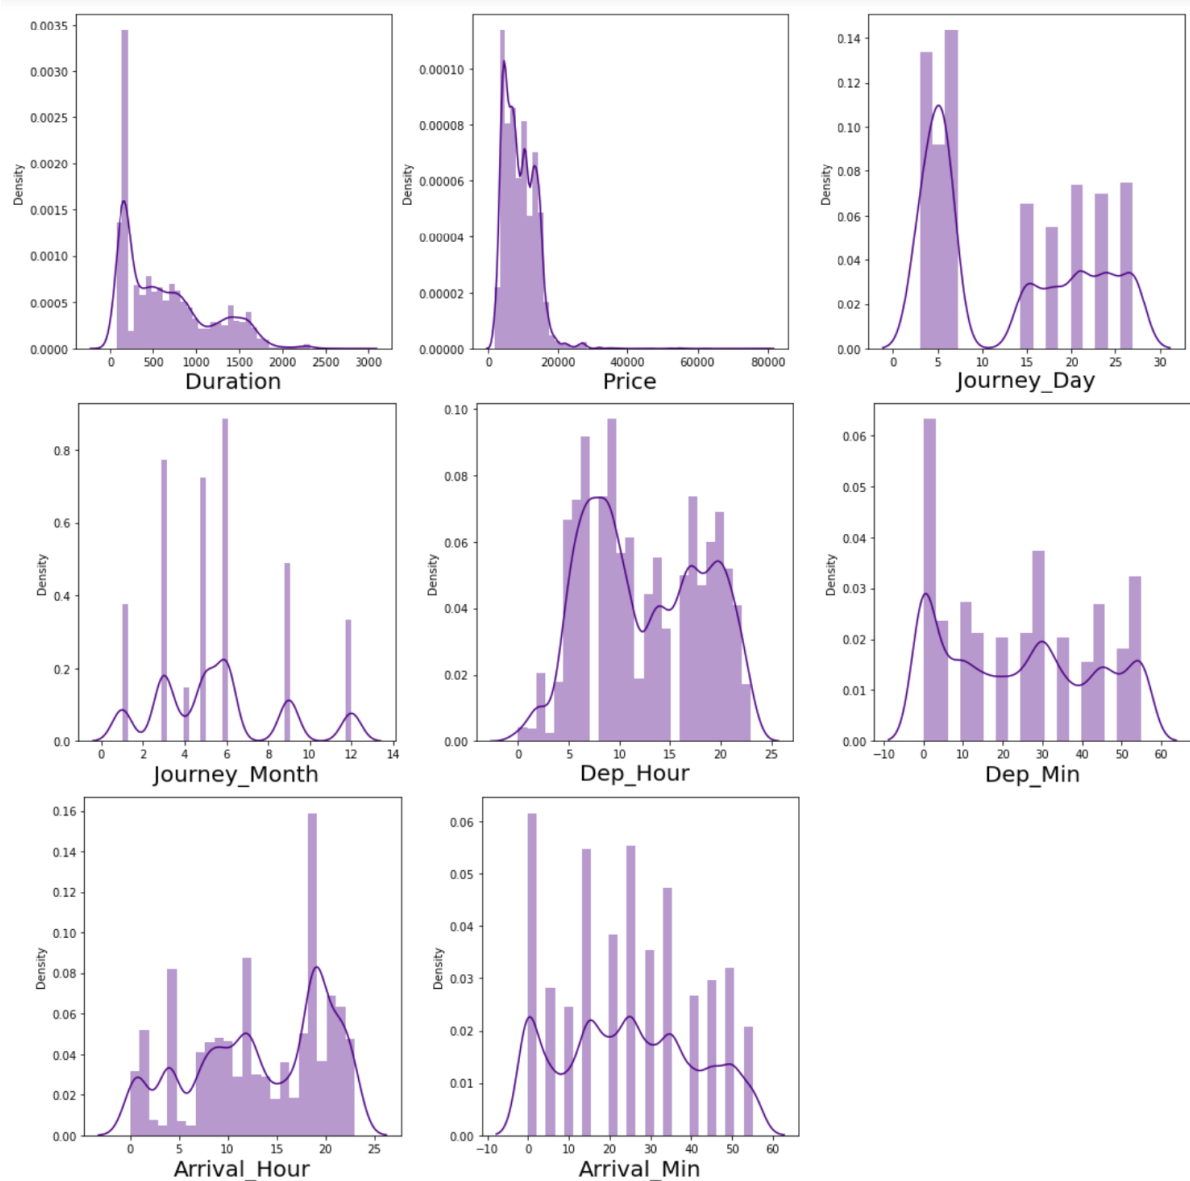 0.0035
0.0030
0.0025
0.0020
0.0015
0.0010
0.0005
0.0000
Density
0 500 1000 1500 2000 2500 3000
Duration
0.00010
0.00008
0.00006
0.00004
0.00002
0.00000
Density
0 20000 40000 60000 80000
Price
0.14
0.12
0.10
0.08
0.06
0.04
0.02
0.00
Density
0 5 10 15 20 25 30
Journey_Day
0.8
0.6
0.4
0.2
0.0
Density
0 2 4 6 8 10 12 14
Journey_Month
0.10
0.08
0.06
0.04
0.02
0.00
Density
0 5 10 15 20 25
Dep_Hour
0.06
0.05
0.04
0.03
0.02
0.01
0.00
Density
−10 0 10 20 30 40 50 60
Dep_Min
0.16
0.14
0.12
0.10
0.08
0.06
0.04
0.02
0.00
Density
0 5 10 15 20 25
Arrival_Hour
0.06
0.05
0.04
0.03
0.02
0.01
0.00
Density
−10 0 10 20 30 40 50 60
Arrival_Min